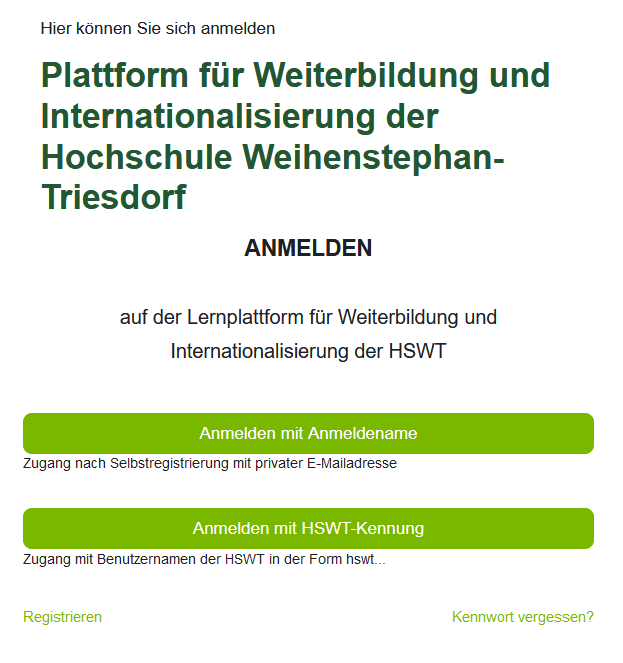 Hier können Sie sich anmelden
Plattform für Weiterbildung und
Internationalisierung der
Hochschule Weihenstephan-
Triesdorf
ANMELDEN
auf der Lernplattform für Weiterbildung und
Internationalisierung der HSWT
Anmelden mit Anmeldename
Zugang nach Selbstregistrierung mit privater E-Mailadresse
Anmelden mit HSWT-Kennung
Zugang mit Benutzernamen der HSWT in der Form hswt...
Registrieren
Kennwort vergessen?